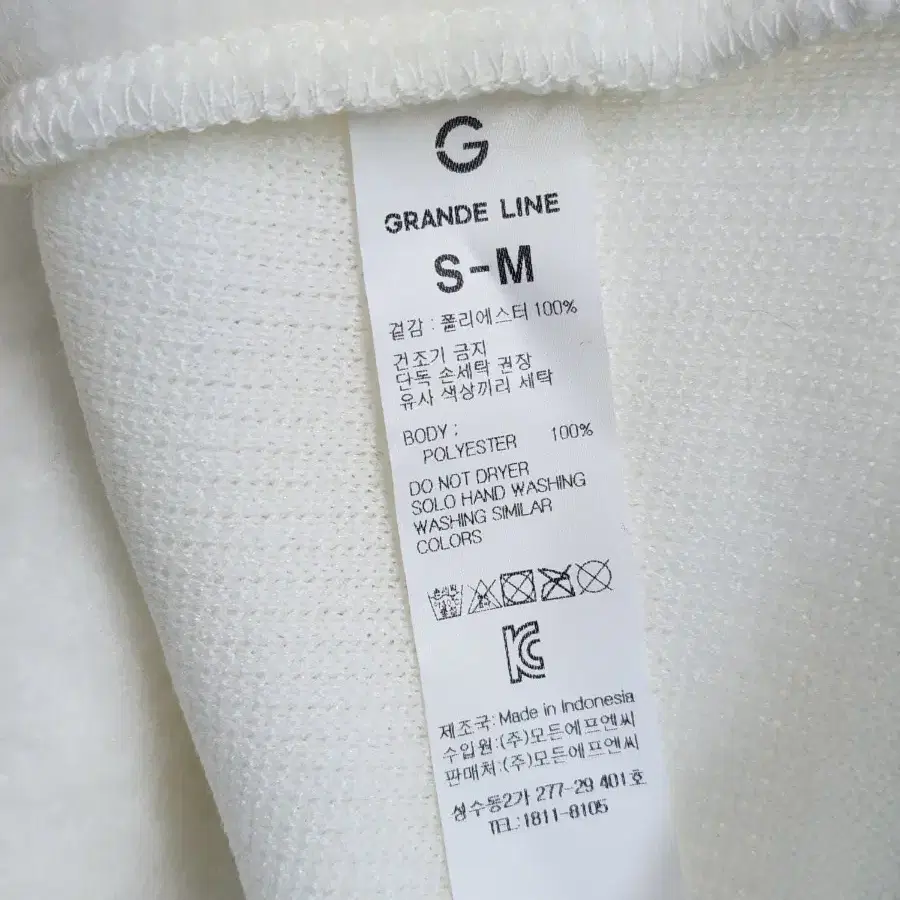 G
GRANDE LINE
S-M
겉감 : 폴리에스터 100%
건조기 금지
단독 손세탁 권장
유사 색상끼리 세탁
BODY :
POLYESTER 100%
DO NOT DRYER
SOLO HAND WASHING
WASHING SIMILAR
COLORS
제조국: Made in Indonesia
수입원:(주)모든에프엔씨
판매처:(주)모든에프엔씨
성수동2가 277-29 401호
TEL:1811-8105